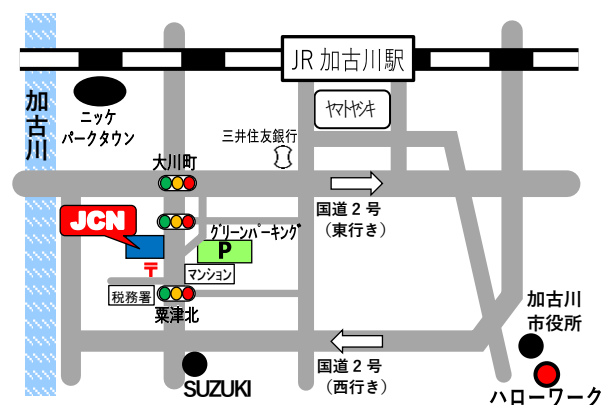 JR 加古川駅
ヤマトヤシキ
加古川
ニッケ
パークタウン
三井住友銀行
大川町
国道2号
（東行き）
JCN
グリーンパーキング
P
〒
マンション
税務署
粟津北
加古川
市役所
国道2号
（西行き）
SUZUKI
ハローワーク